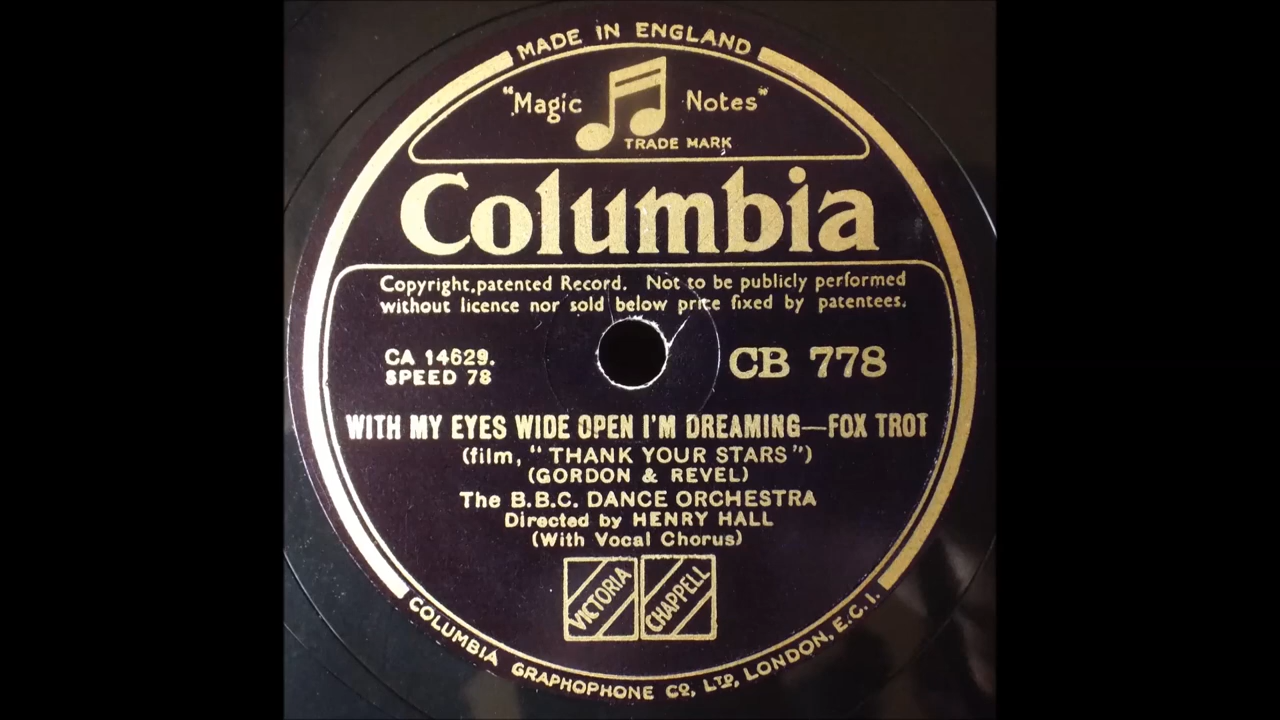 MADE IN ENGLAND
"Magic Notes"
TRADE MARK
Columbia
Copyright, patented Record. Not to be publicly performed
without licence nor sold below price fixed by patentees.
CA 14629.
SPEED 78
CB 778
WITH MY EYES WIDE OPEN I'M DREAMING—FOX TROT
(film, "THANK YOUR STARS")
(GORDON & REVEL)
The B.B.C. DANCE ORCHESTRA
Directed by HENRY HALL
(With Vocal Chorus)
VICTORIA
CHAPPELL
COLUMBIA GRAPHOPHONE CO, LTD, LONDON, E.C.1.